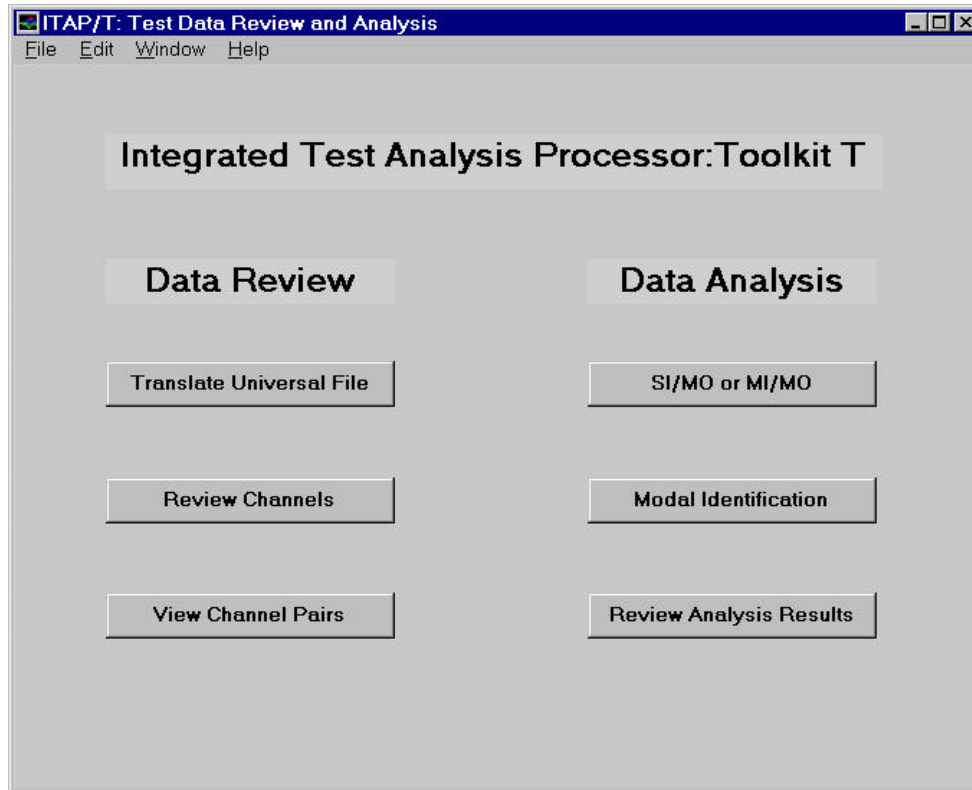 ITAP/T: Test Data Review and Analysis
File Edit Window Help
Integrated Test Analysis Processor:Toolkit T
Data Review
Data Analysis
Translate Universal File
SI/MO or MI/MO
Review Channels
Modal Identification
View Channel Pairs
Review Analysis Results